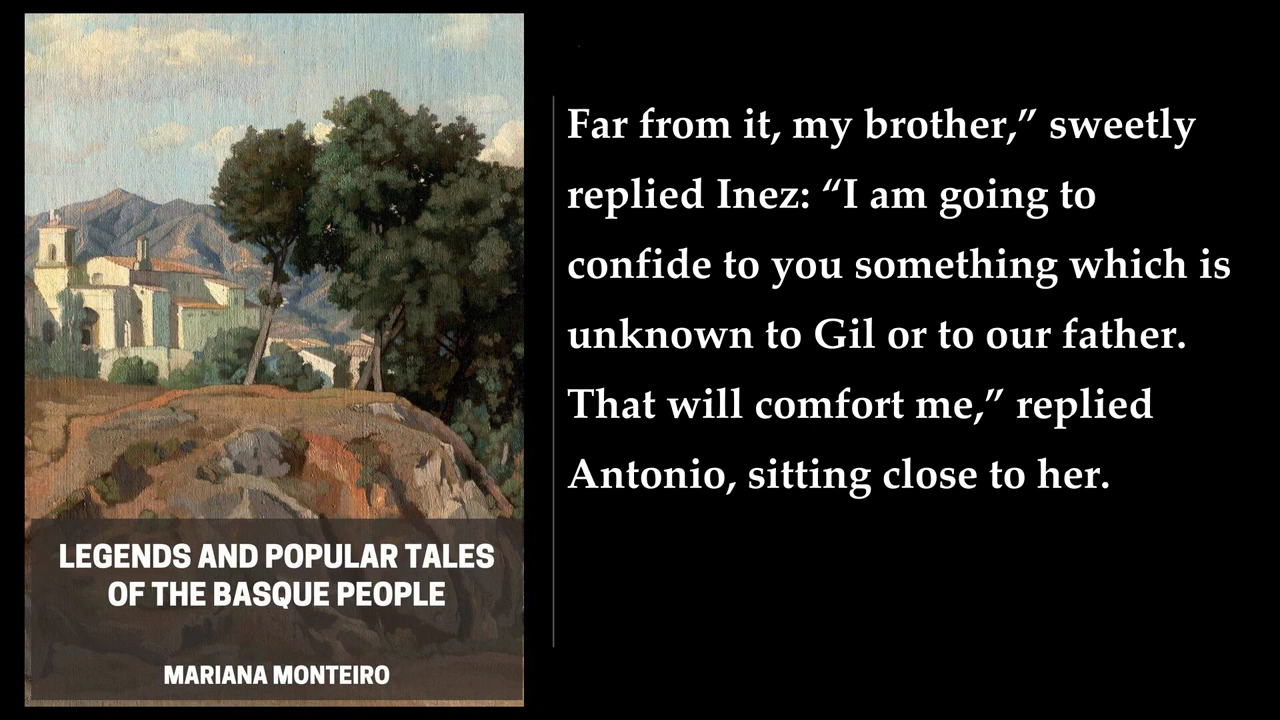 Far from it, my brother,” sweetly
replied Inez: “I am going to
confide to you something which is
unknown to Gil or to our father.
That will comfort me,” replied
Antonio, sitting close to her.
LEGENDS AND POPULAR TALES
OF THE BASQUE PEOPLE
MARIANA MONTEIRO